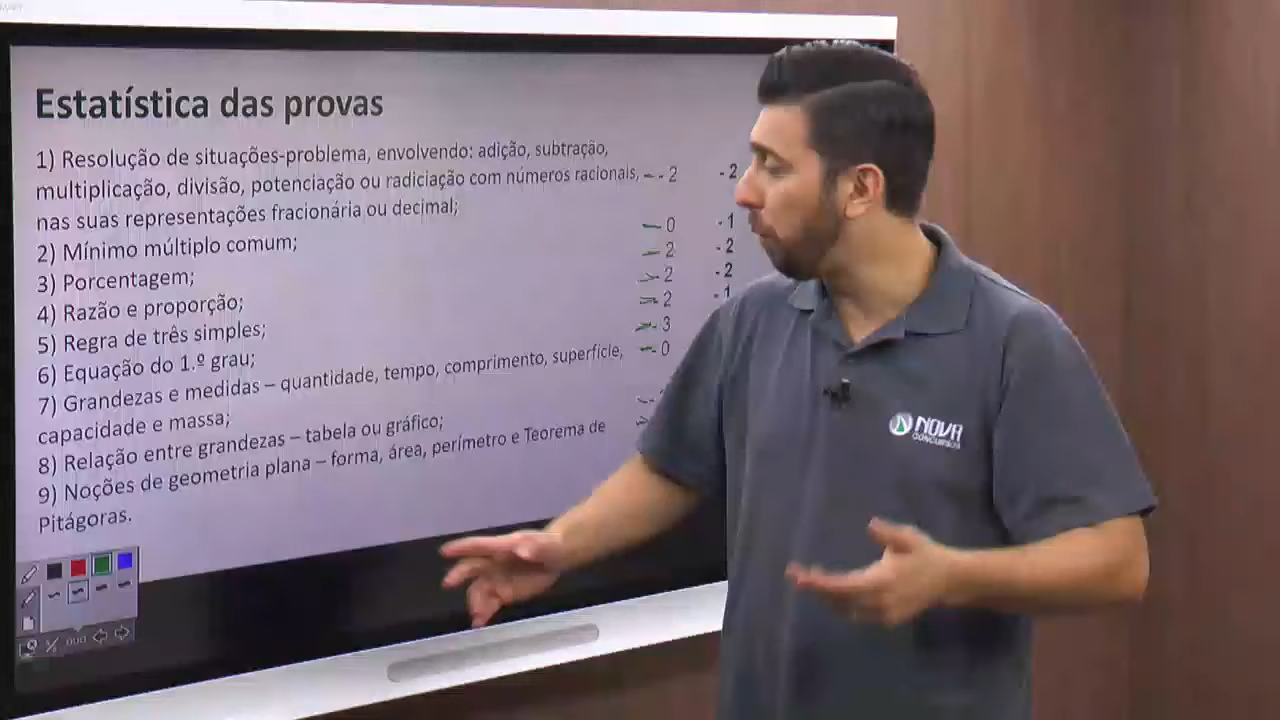 Estatística das provas
1) Resolução de situações-problema, envolvendo: adição, subtração,
multiplicação, divisão, potenciação ou radiciação com números racionais, - 2 - 2
nas suas representações fracionária ou decimal;
2) Mínimo múltiplo comum; - 0 - 1
3) Porcentagem; - 2 - 2
4) Razão e proporção; - 2 - 2
5) Regra de três simples; - 2 - 1
6) Equação do 1.º grau; - 3
7) Grandezas e medidas – quantidade, tempo, comprimento, superfície, - 0
capacidade e massa;
8) Relação entre grandezas – tabela ou gráfico;
9) Noções de geometria plana – forma, área, perímetro e Teorema de
Pitágoras.
NOVA
CONCURSOS